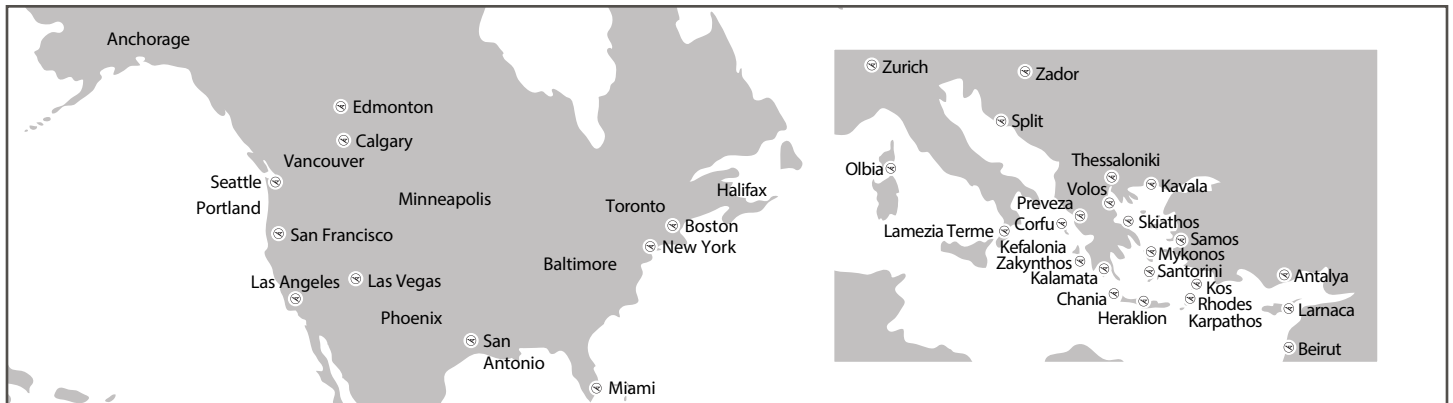 Anchorage
Edmonton
Calgary
Vancouver
Seattle
Portland
Minneapolis
Toronto
Halifax
Boston
San Francisco
New York
Baltimore
Las Angeles
Las Vegas
Phoenix
San
Antonio
Miami
Zurich
Zador
Split
Olbia
Thessaloniki
Kavala
Volos
Preveza
Corfu
Skiathos
Lamezia Terme
Samos
Kefalonia
Mykonos
Zakynthos
Santorini
Kalamata
Antalya
Kos
Chania
Rhodes
Heraklion
Karpathos
Larnaca
Beirut